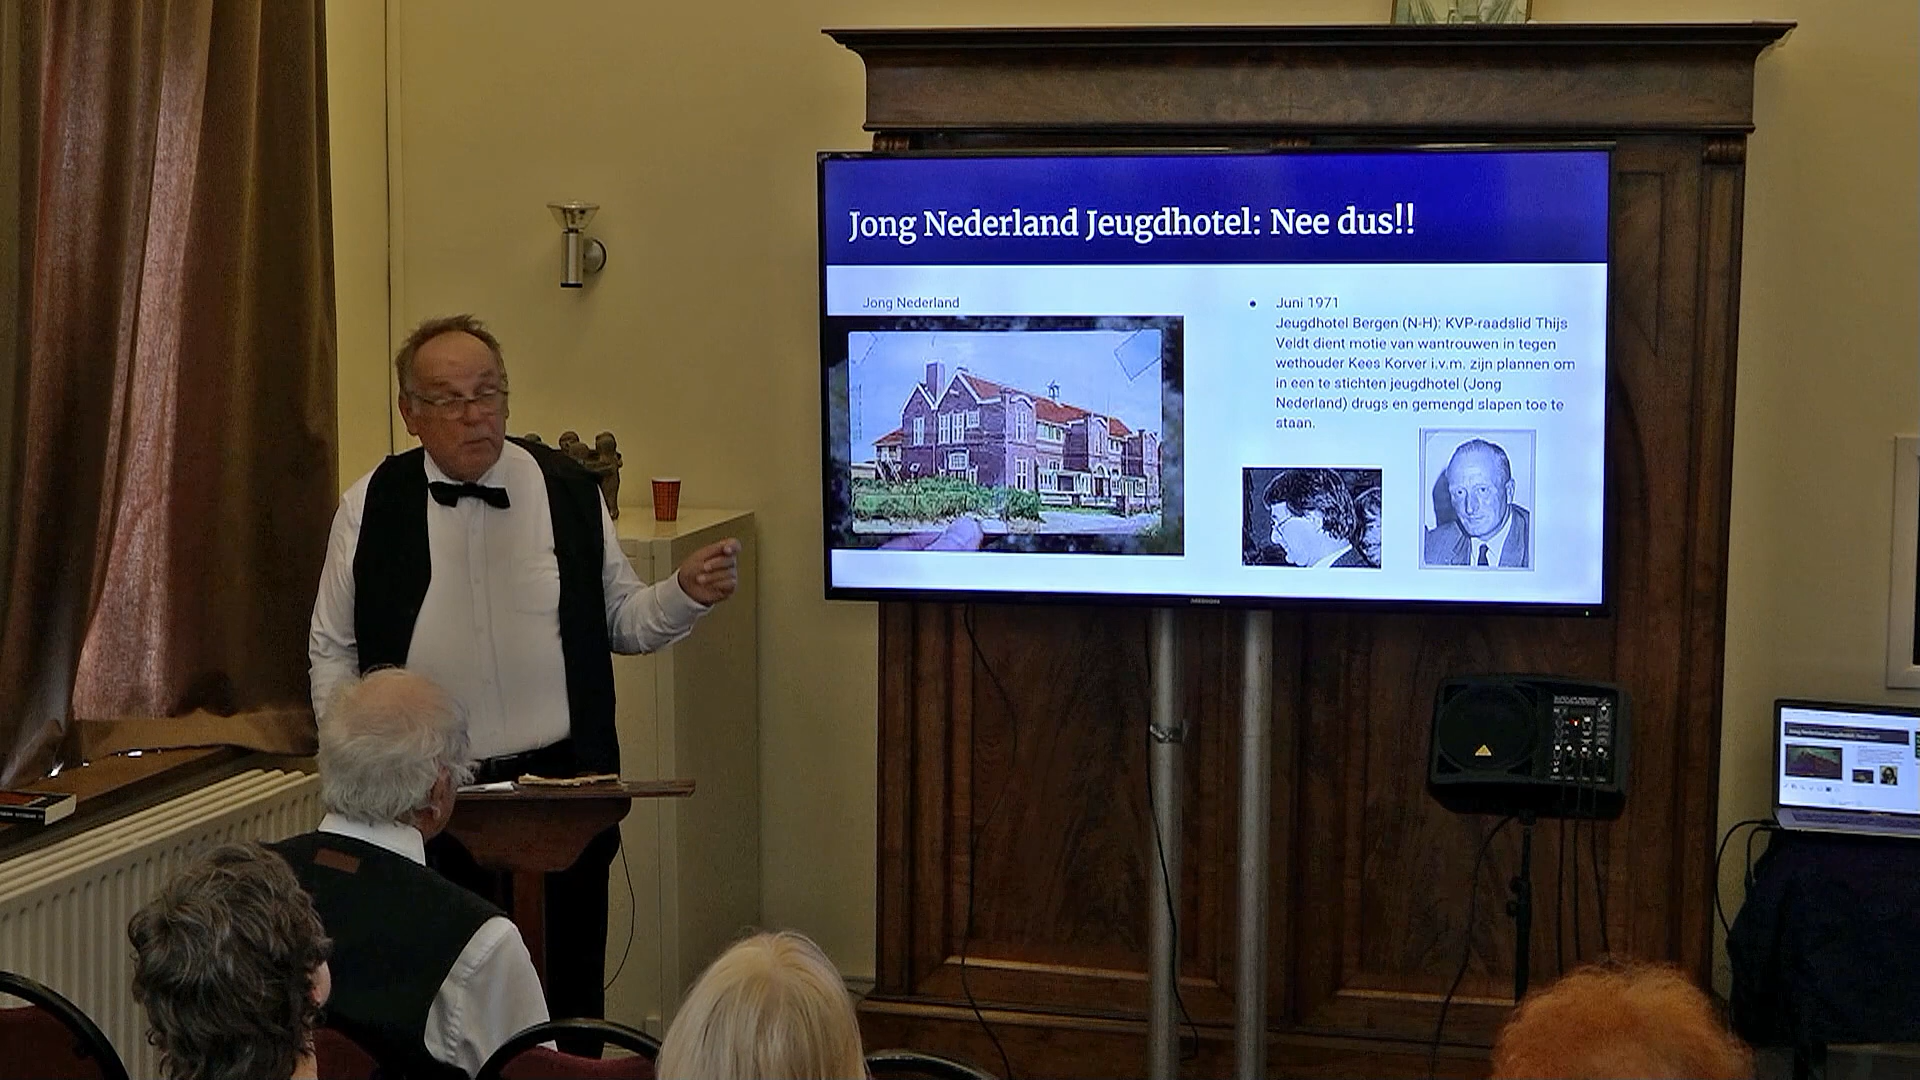 Jong Nederland Jeugdhotel: Nee dus!!
Jong Nederland
Juni 1971
Jeugdhotel Bergen (N-H): KVP-raadslid Thijs
Veldt dient motie van wantrouwen in tegen
wethouder Kees Korver i.v.m. zijn plannen om
in een te stichten jeugdhotel (Jong
Nederland) drugs en gemengd slapen toe te
staan.
MEDION